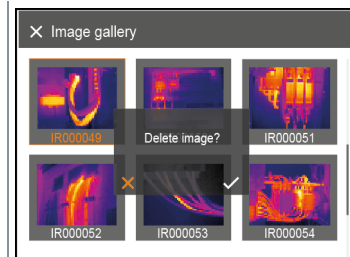 Image gallery
IR000049
Delete image?
IR000051
IR000052
IR000053
IR000054